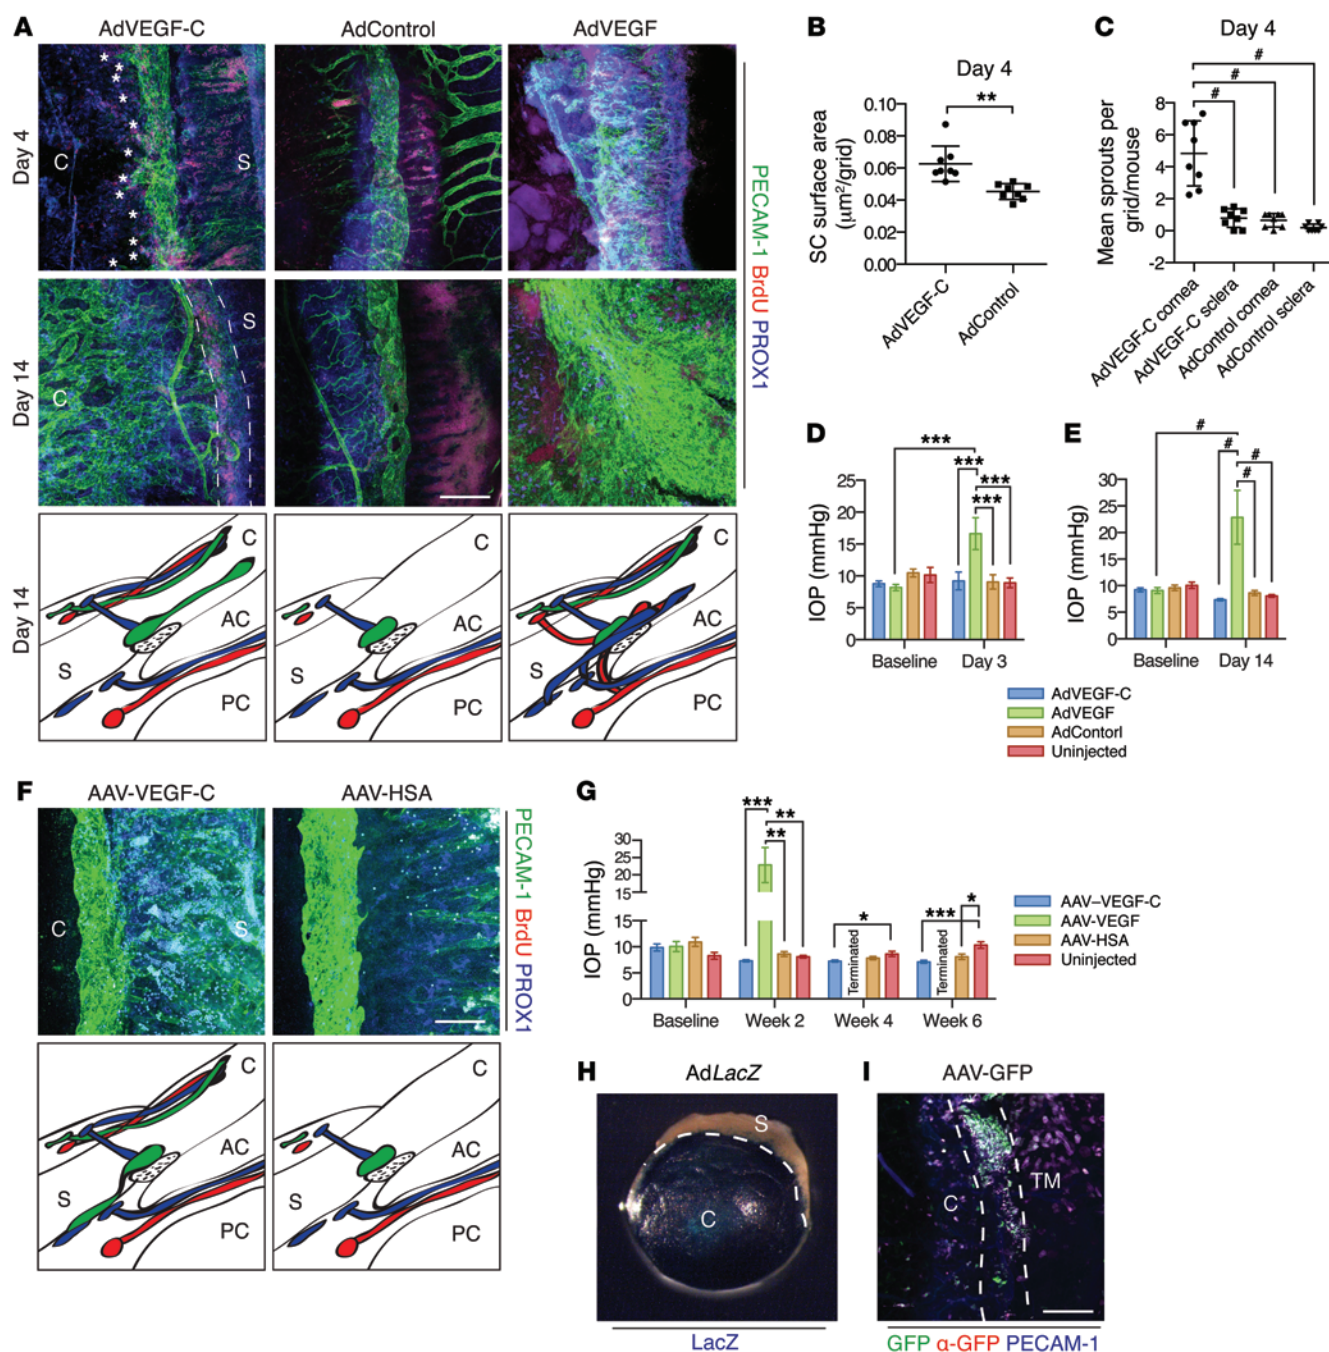 A
AdVEGF-C
AdControl
AdVEGF
Day 4
C
S
PECAM-1 BrdU PROX1
Day 14
C
S
Day 14
C
AC
S
PC
C
AC
S
PC
C
AC
S
PC
B
Day 4
**
SC surface area
(µm²/grid)
0.10
0.08
0.06
0.04
0.02
0.00
AdVEGF-C
AdControl
C
Day 4
#
#
#
Mean sprouts per
grid/mouse
8
6
4
2
0
-2
AdVEGF-C cornea
AdVEGF-C sclera
AdControl cornea
AdControl sclera
D
***
***
***
***
IOP (mmHg)
25
20
15
10
5
0
Baseline
Day 3
E
#
#
#
#
IOP (mmHg)
30
25
20
15
10
5
0
Baseline
Day 14
AdVEGF-C
AdVEGF
AdContorl
Uninjected
F
AAV-VEGF-C
AAV-HSA
C
S
PECAM-1 BrdU PROX1
C
AC
S
PC
C
AC
S
PC
G
***
**
**
*
***
*
IOP (mmHg)
30
25
20
15
15
10
5
0
Terminated
Terminated
Baseline
Week 2
Week 4
Week 6
AAV–VEGF-C
AAV-VEGF
AAV-HSA
Uninjected
H
AdLacZ
S
C
LacZ
I
AAV-GFP
C
TM
GFP α-GFP PECAM-1